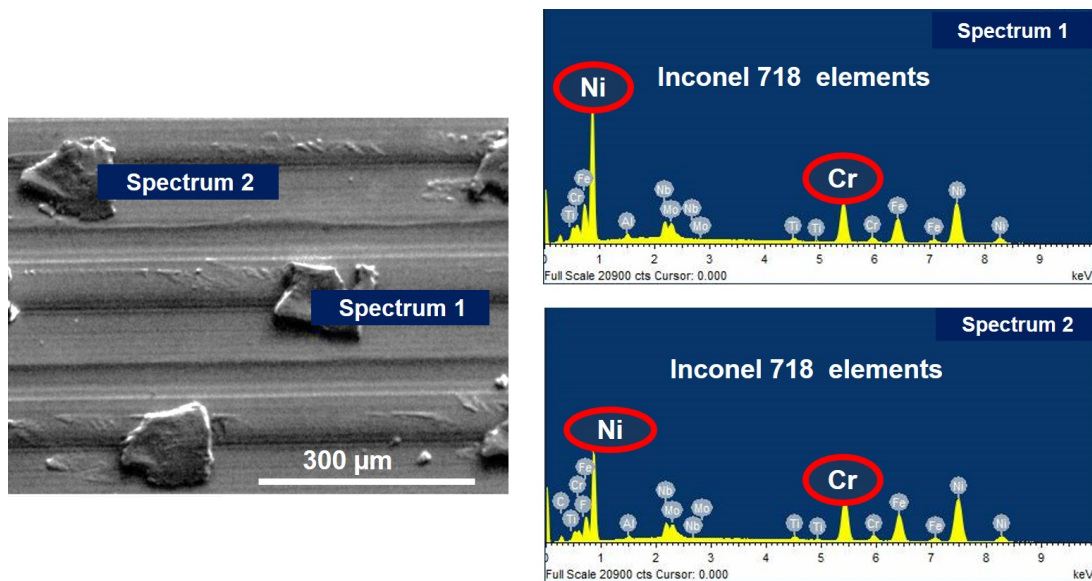 Spectrum 2
Spectrum 1
300 µm
Spectrum 1
Inconel 718 elements
Ni
Cr
Fe
Cr
Ti
Al
Nb
Mo
Nb
Mo
Ti
Ti
Cr
Fe
Fe
Ni
Ni
0 1 2 3 4 5 6 7 8 9
Full Scale 20900 cts Cursor: 0.000 keV
Spectrum 2
Inconel 718 elements
Ni
Cr
Fe
Cr
C
F
Ti
Al
Nb
Mo
Mo
Nb
Ti
Ti
Cr
Fe
Fe
Ni
Ni
0 1 2 3 4 5 6 7 8 9
Full Scale 20900 cts Cursor: 0.000 keV